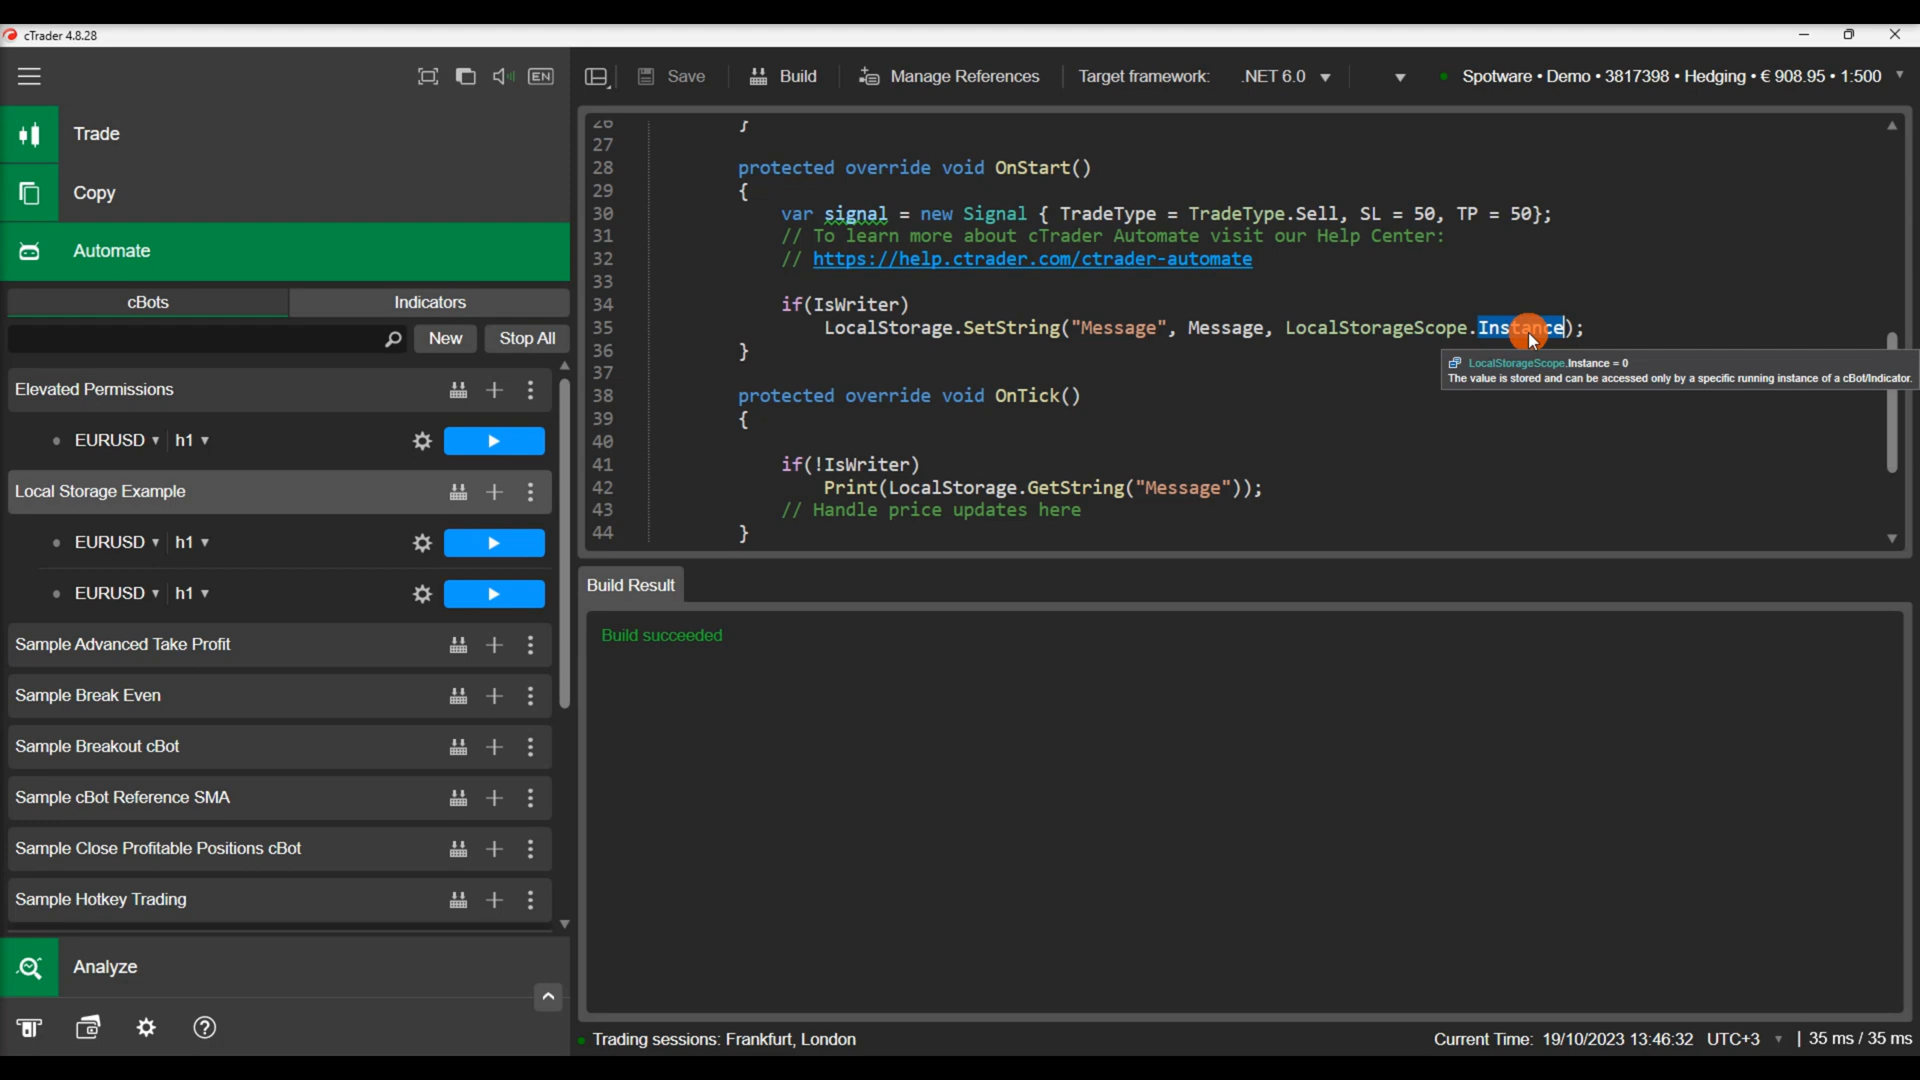 cTrader 4.8.28
EN
Save
Build
Manage References
Target framework:
.NET 6.0
Spotware • Demo • 3817398 • Hedging • € 908.95 • 1:500
Trade
Copy
Automate
cBots
Indicators
New
Stop All
Elevated Permissions
EURUSD h1
Local Storage Example
EURUSD h1
EURUSD h1
Sample Advanced Take Profit
Sample Break Even
Sample Breakout cBot
Sample cBot Reference SMA
Sample Close Profitable Positions cBot
Sample Hotkey Trading
Analyze
26 }
27
28 protected override void OnStart()
29 {
30 var signal = new Signal { TradeType = TradeType.Sell, SL = 50, TP = 50};
31 // To learn more about cTrader Automate visit our Help Center:
32 // https://help.ctrader.com/ctrader-automate
33
34 if(IsWriter)
35 LocalStorage.SetString("Message", Message, LocalStorageScope.Instance);
36 }
LocalStorageScope.Instance = 0
The value is stored and can be accessed only by a specific running instance of a cBot/Indicator.
37
38 protected override void OnTick()
39 {
40
41 if(!IsWriter)
42 Print(LocalStorage.GetString("Message"));
43 // Handle price updates here
44 }
Build Result
Build succeeded
Trading sessions: Frankfurt, London
Current Time: 19/10/2023 13:46:32 UTC+3 | 35 ms / 35 ms